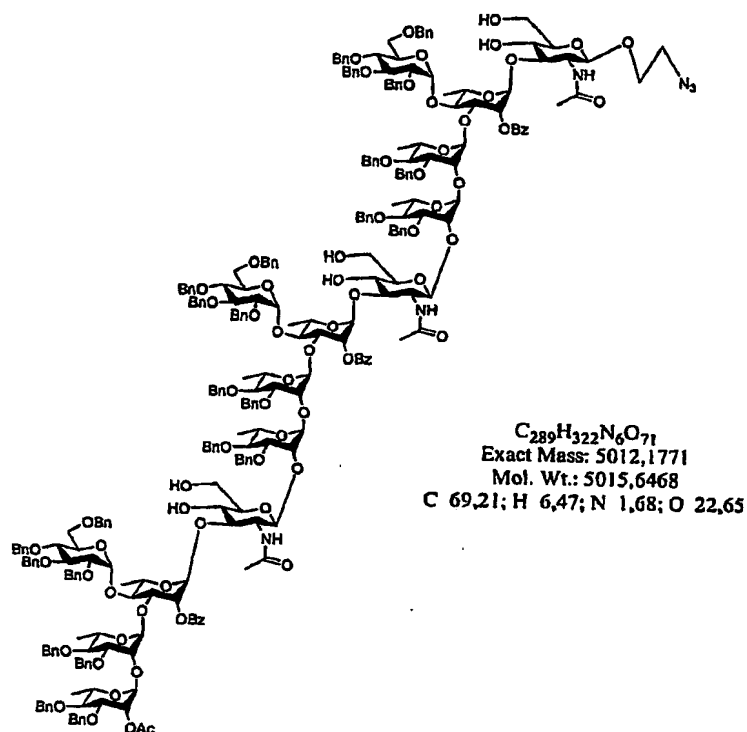 OBn
HO
O
BnO
O
HO
O
BnO
BnO
O
NH
N₃
BnO
O
O
O
O
OBz
O
O
BnO
BnO
O
O
O
BnO
BnO
O
HO
OBn
O
HO
BnO
O
BnO
O
NH
BnO
O
O
O
O
OBz
O
O
BnO
BnO
O
O
O
BnO
BnO
O
C₂₈₉H₃₂₂N₆O₇₁
Exact Mass: 5012,1771
Mol. Wt.: 5015,6468
C 69,21; H 6,47; N 1,68; O 22,65
HO
OBn
O
HO
BnO
O
O
NH
BnO
BnO
O
O
O
O
OBz
O
O
BnO
BnO
O
O
BnO
BnO
OAc